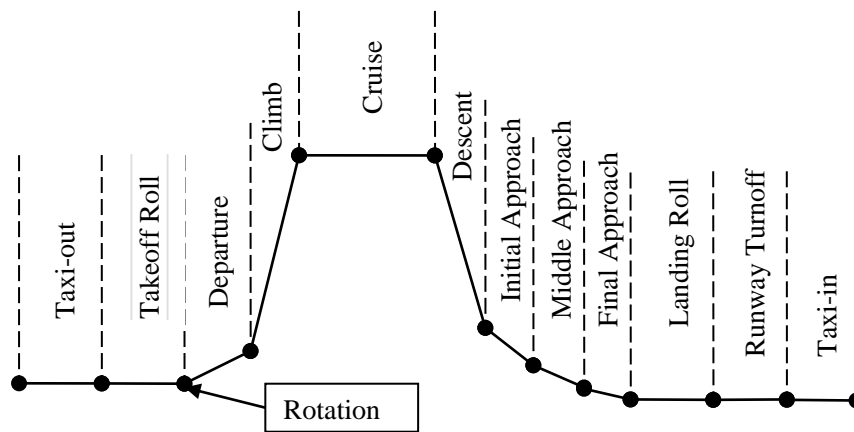 Taxi-out
Takeoff Roll
Departure
Climb
Cruise
Descent
Initial Approach
Middle Approach
Final Approach
Landing Roll
Runway Turnoff
Taxi-in
Rotation